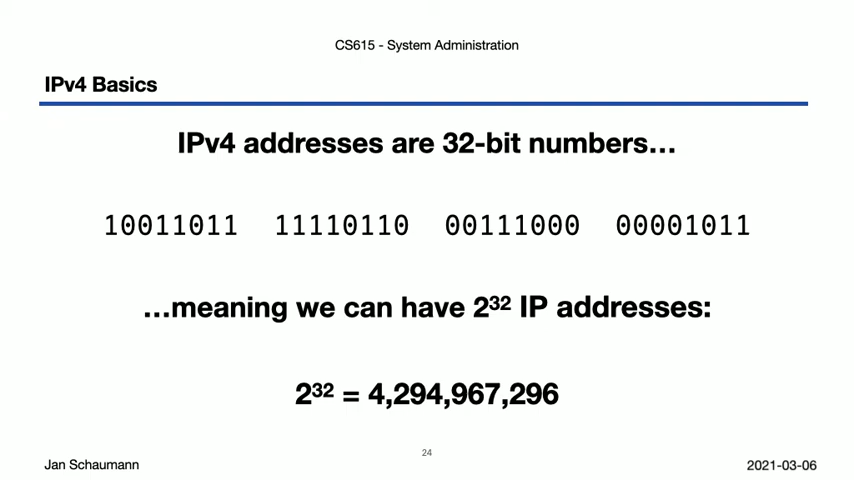 CS615 - System Administration
IPv4 Basics
IPv4 addresses are 32-bit numbers…
10011011 11110110 00111000 00001011
…meaning we can have 2³² IP addresses:
2³² = 4,294,967,296
24
Jan Schaumann
2021-03-06